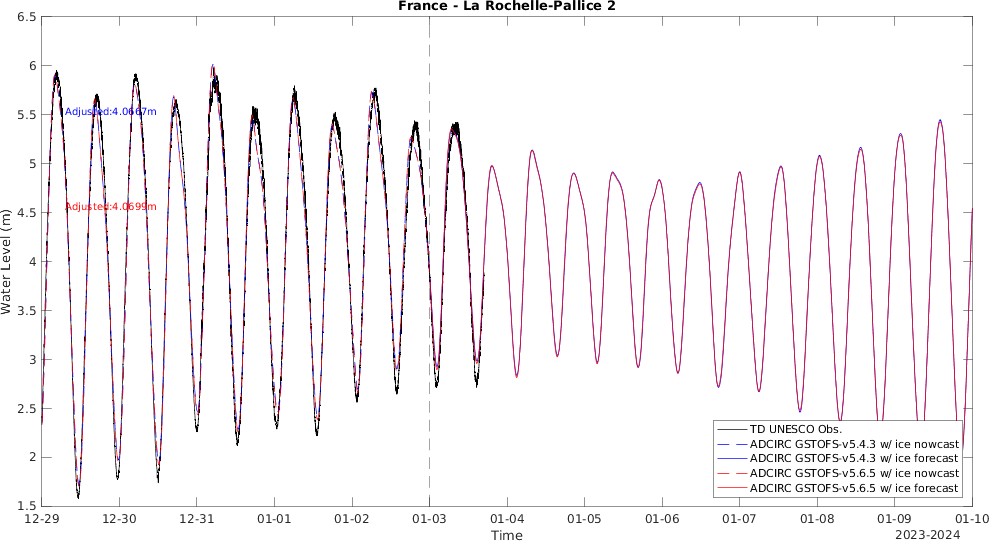 France - La Rochelle-Pallice 2
6.5
6
5.5
5
4.5
4
3.5
3
2.5
2
1.5
Water Level (m)
Adjusted:4.0667m
Adjusted:4.0699m
TD UNESCO Obs.
ADCIRC GSTOFS-v5.4.3 w/ ice nowcast
ADCIRC GSTOFS-v5.4.3 w/ ice forecast
ADCIRC GSTOFS-v5.6.5 w/ ice nowcast
ADCIRC GSTOFS-v5.6.5 w/ ice forecast
12-29 12-30 12-31 01-01 01-02 01-03 01-04 01-05 01-06 01-07 01-08 01-09 01-10
Time
2023-2024